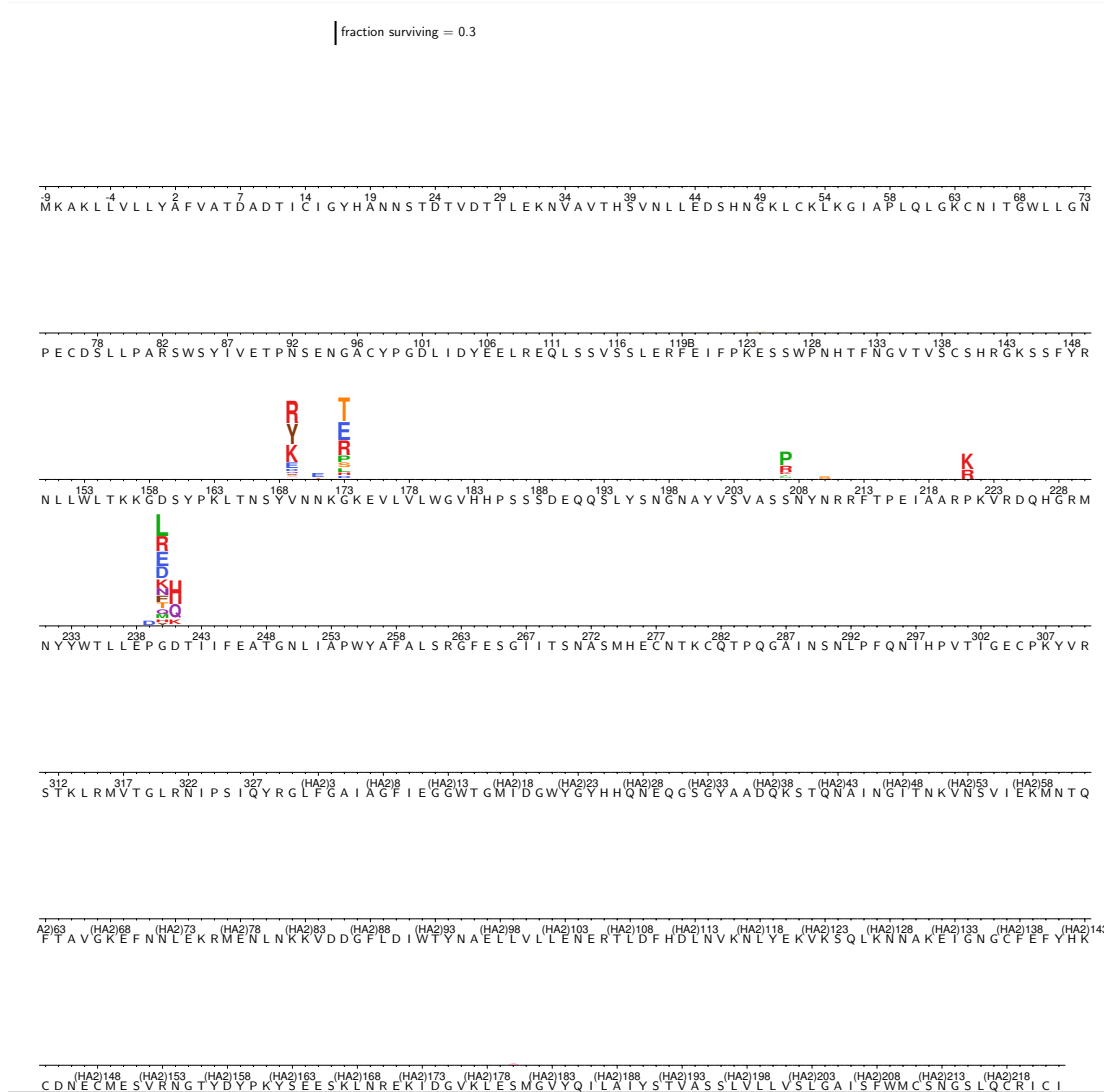 fraction surviving = 0.3
-9 -4 2 7 14 19 24 29 34 39 44 49 54 58 63 68 73
M K A K L L V L L Y A F V A T D A D T I C I G Y H A N N S T D T V D T I L E K N V A V T H S V N L L E D S H N G K L C K L K G I A P L Q L G K C N I T G W L L G N
78 82 87 92 96 101 106 111 116 119B 123 128 133 138 143 148
P E C D S L L P A R S W S Y I V E T P N S E N G A C Y P G D L I D Y E E L R E Q L S S V S S L E R F E I F P K E S S W P N H T F N G V T V S C S H R G K S S F Y R
R T
Y E
K R P K
E P R R
E S
153 158 163 168 173 178 183 188 193 198 203 208 213 218 223 228
N L L W L T K K G D S Y P K L T N S Y V N N K G K E V L V L W G V H H P S S S D E Q Q S L Y S N G N A Y V S V A S S N Y N R R F T P E I A A R P K V R D Q H G R M
L
R
E
D
K H
N
T Q
D M K
233 238 243 248 253 258 263 267 272 277 282 287 292 297 302 307
N Y Y W T L L E P G D T I I F E A T G N L I A P W Y A F A L S R G F E S G I I T S N A S M H E C N T K C Q T P Q G A I N S N L P F Q N I H P V T I G E C P K Y V R
312 317 322 327 (HA2)3 (HA2)8 (HA2)13 (HA2)18 (HA2)23 (HA2)28 (HA2)33 (HA2)38 (HA2)43 (HA2)48 (HA2)53 (HA2)58
S T K L R M V T G L R N I P S I Q Y R G L F G A I A G F I E G G W T G M I D G W Y G Y H H Q N E Q G S G Y A A D Q K S T Q N A I N G I T N K V N S V I E K M N T Q
A2)63 (HA2)68 (HA2)73 (HA2)78 (HA2)83 (HA2)88 (HA2)93 (HA2)98 (HA2)103 (HA2)108 (HA2)113 (HA2)118 (HA2)123 (HA2)128 (HA2)133 (HA2)138 (HA2)143
F T A V G K E F N N L E K R M E N L N K K V D D G F L D I W T Y N A E L L V L L E N E R T L D F H D L N V K N L Y E K V K S Q L K N N A K E I G N G C F E F Y H K
(HA2)148 (HA2)153 (HA2)158 (HA2)163 (HA2)168 (HA2)173 (HA2)178 (HA2)183 (HA2)188 (HA2)193 (HA2)198 (HA2)203 (HA2)208 (HA2)213 (HA2)218
C D N E C M E S V R N G T Y D Y P K Y S E E S K L N R E K I D G V K L E S M G V Y Q I L A I Y S T V A S S L V L L V S L G A I S F W M C S N G S L Q C R I C I